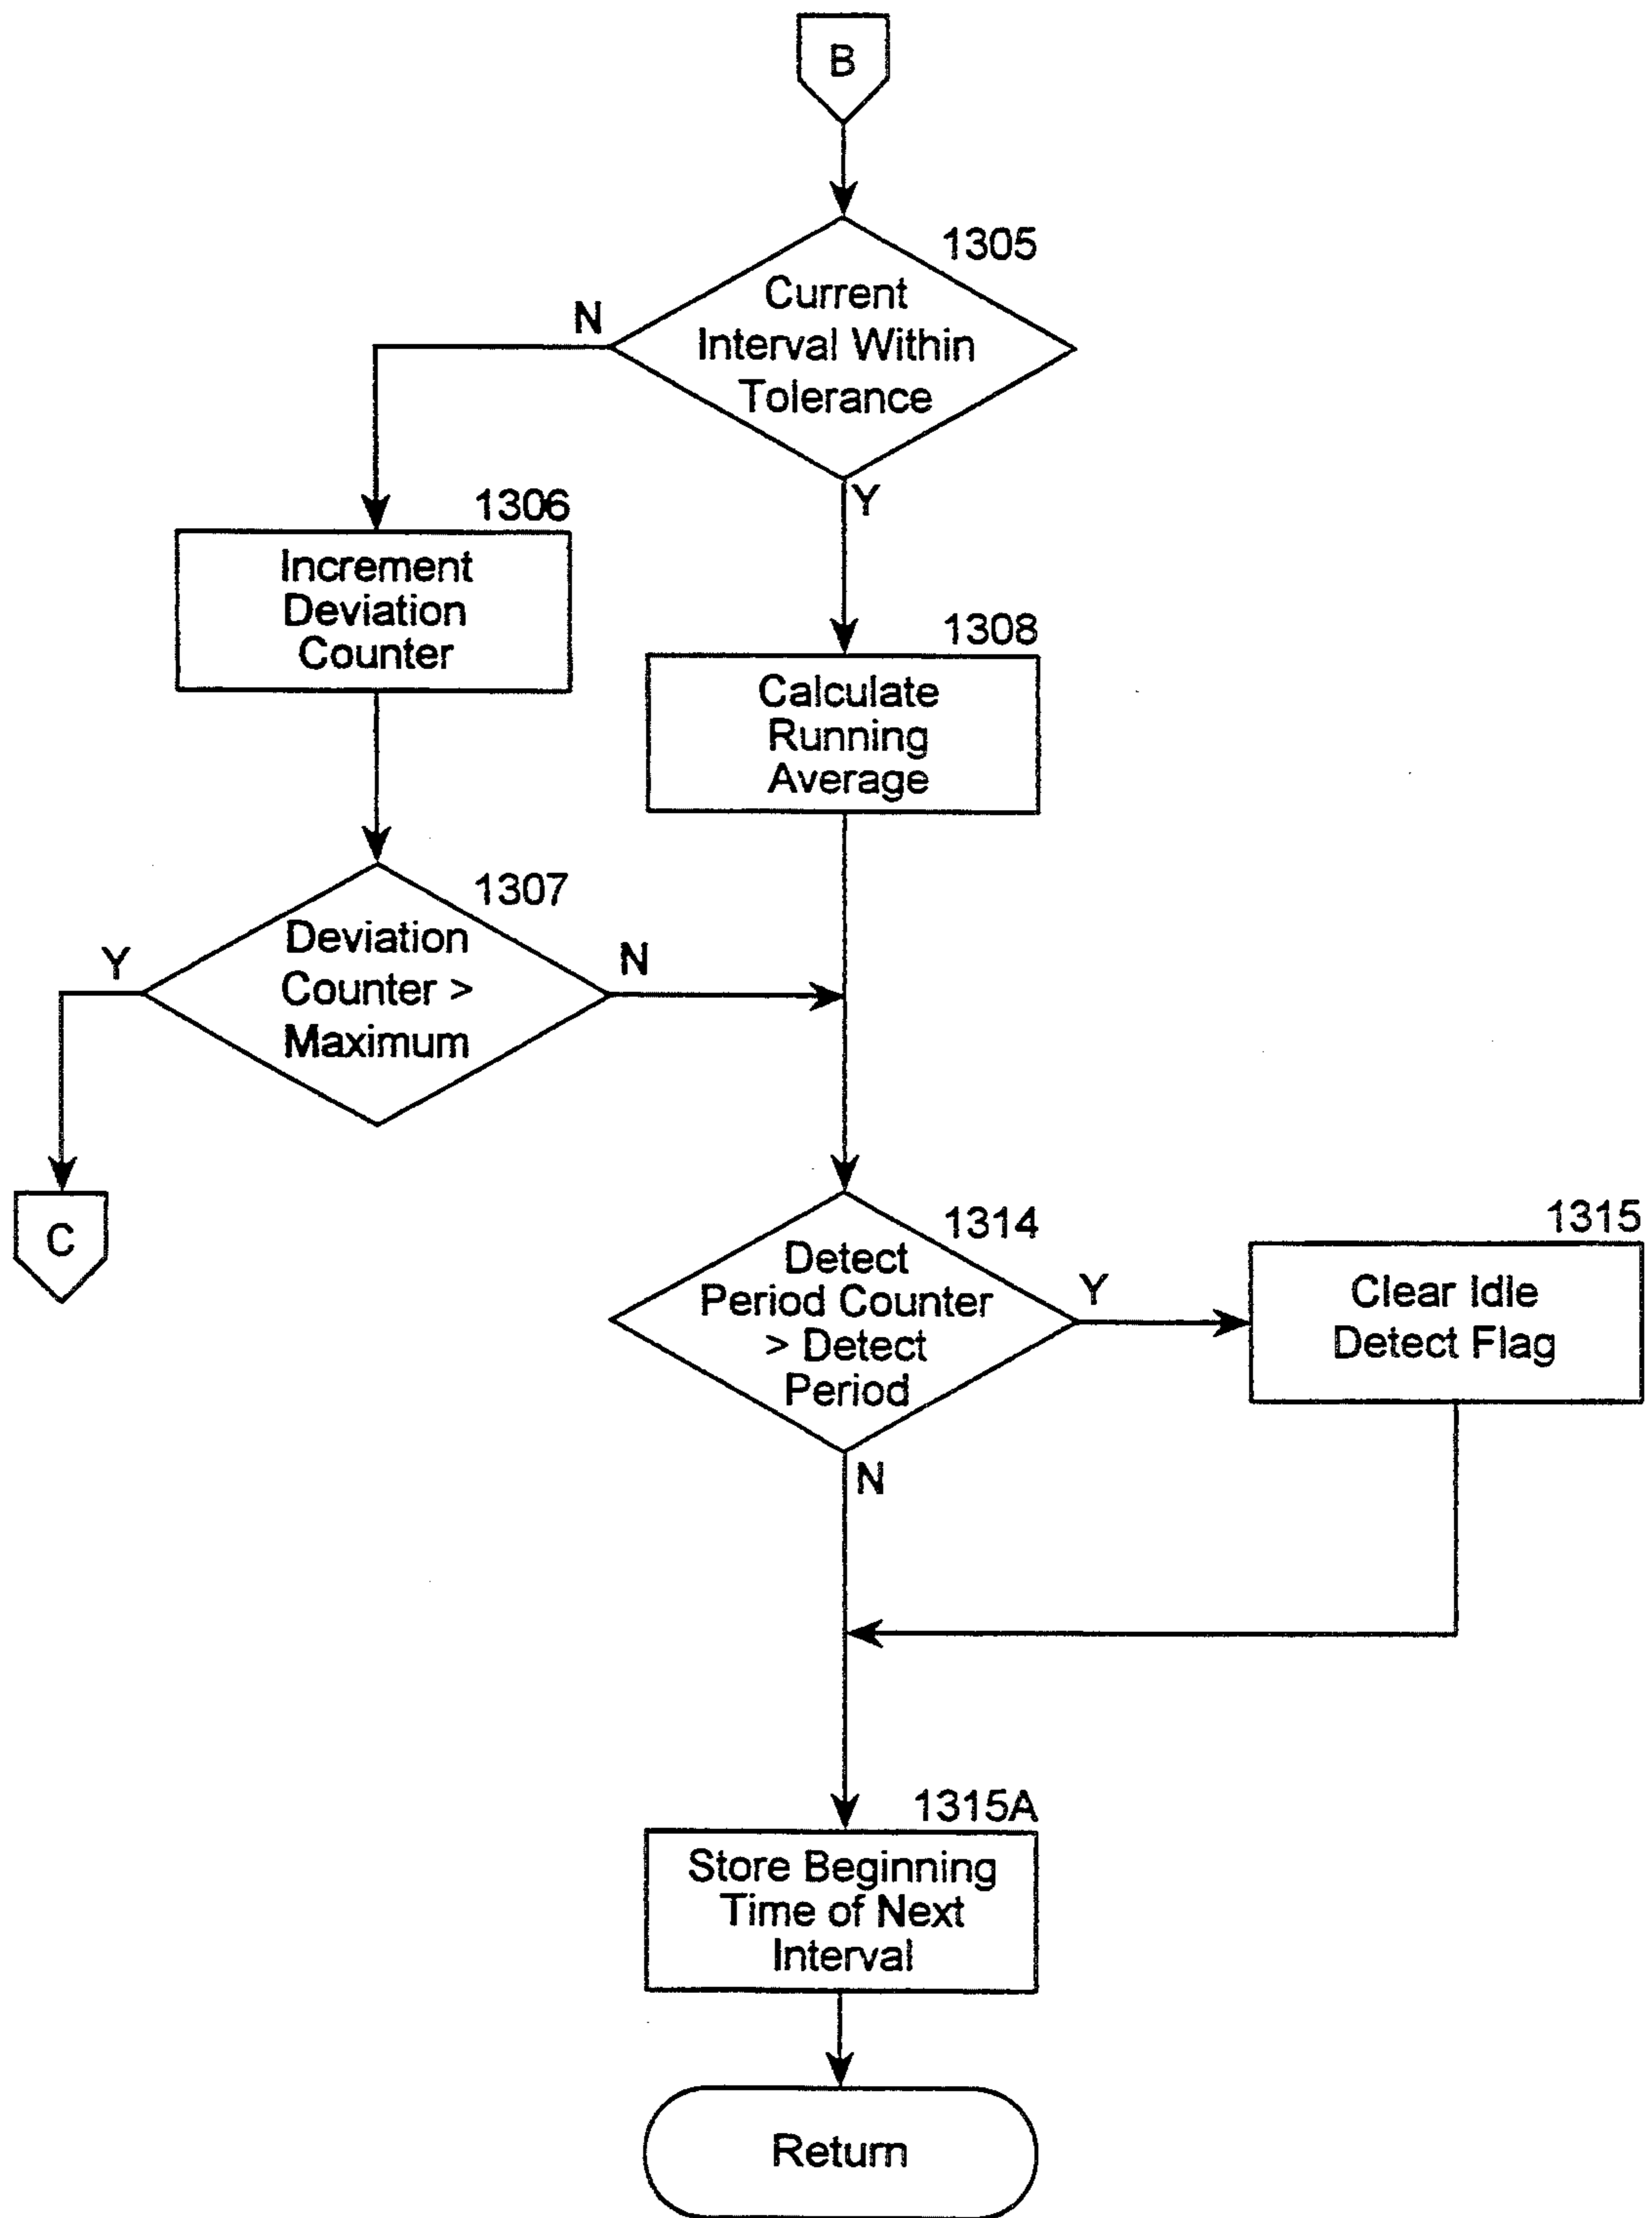 B
1305
Current
Interval Within
Tolerance
N
Y
1306
Increment
Deviation
Counter
1308
Calculate
Running
Average
1307
Deviation
Counter >
Maximum
Y
N
C
1314
Detect
Period Counter
> Detect
Period
Y
N
1315
Clear Idle
Detect Flag
1315A
Store Beginning
Time of Next
Interval
Return